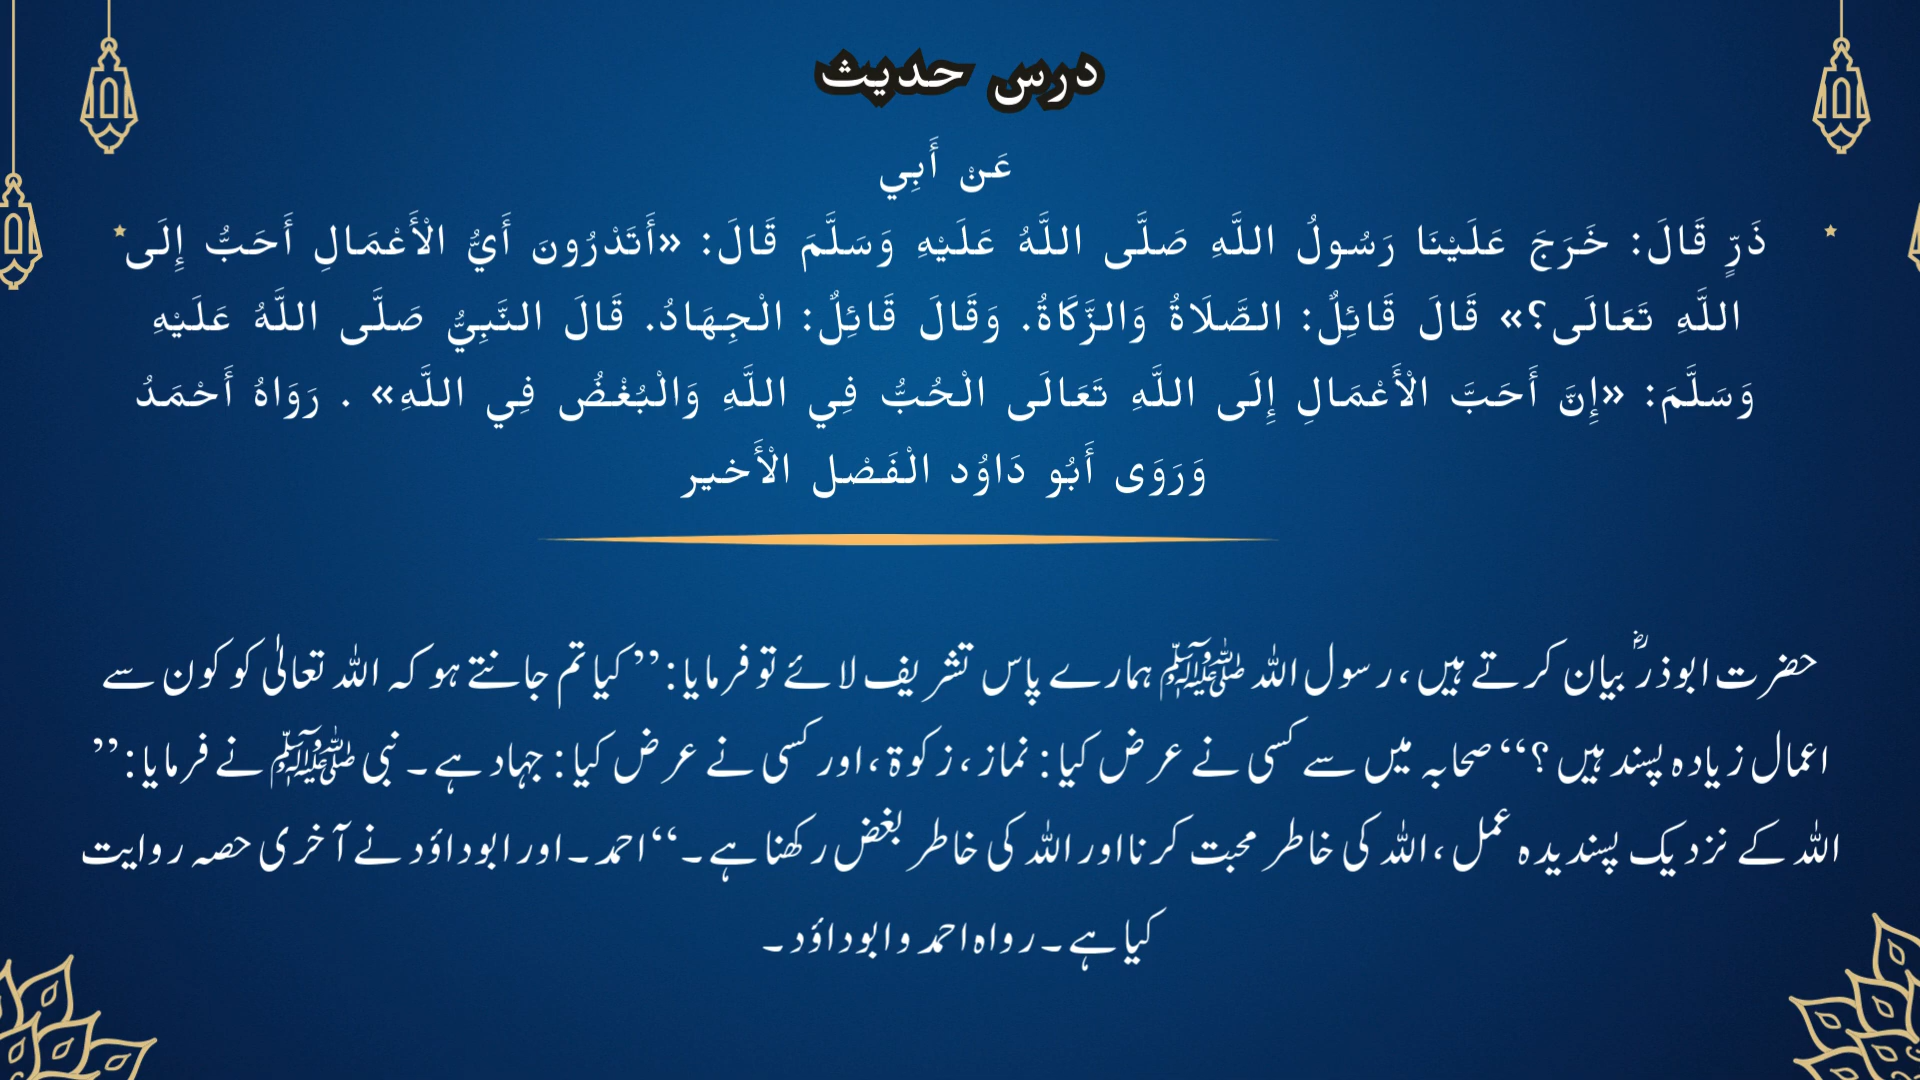 درس حدیث
عَنْ أَبِي
ذَرٍّ قَالَ: خَرَجَ عَلَيْنَا رَسُولُ اللَّهِ صَلَّى اللَّهُ عَلَيْهِ وَسَلَّمَ قَالَ: «أَتَدْرُونَ أَيُّ الْأَعْمَالِ أَحَبُّ إِلَى
اللَّهِ تَعَالَى؟» قَالَ قَائِلٌ: الصَّلَاةُ وَالزَّكَاةُ. وَقَالَ قَائِلٌ: الْجِهَادُ. قَالَ النَّبِيُّ صَلَّى اللَّهُ عَلَيْهِ
وَسَلَّمَ: «إِنَّ أَحَبَّ الْأَعْمَالِ إِلَى اللَّهِ تَعَالَى الْحُبُّ فِي اللَّهِ وَالْبُغْضُ فِي اللَّهِ» . رَوَاهُ أَحْمَدُ
وَرَوَى أَبُو دَاوُد الْفَصْل الْأَخير
حضرت ابوذرؓ بیان کرتے ہیں، رسول اللہ ﷺ ہمارے پاس تشریف لائے تو فرمایا: ’’کیا تم جانتے ہو کہ اللہ تعالیٰ کو کون سے
اعمال زیادہ پسند ہیں؟‘‘ صحابہ میں سے کسی نے عرض کیا: نماز، زکوۃ، اور کسی نے عرض کیا: جہاد ہے۔ نبی ﷺ نے فرمایا: ’’
اللہ کے نزدیک پسندیدہ عمل، اللہ کی خاطر محبت کرنا اور اللہ کی خاطر بغض رکھنا ہے۔‘‘ احمد۔ اور ابوداؤد نے آخری حصہ روایت
کیا ہے۔ رواہ احمد و ابوداؤد۔